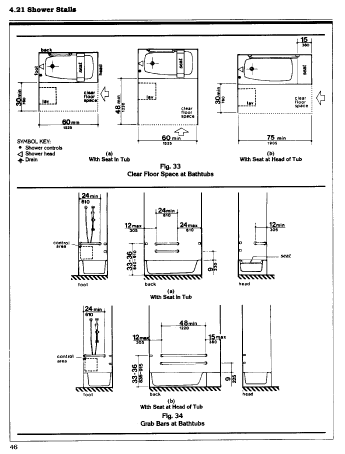 4.21 Shower Stalls
15
380
back
foot
seat
head
seat
seat
30 min
760
lav
clear
floor
space
48 min
1220
lav
clear
floor
space
30 min
760
lav
clear
floor
space
60 min
1525
60 min
1525
75 min
1905
SYMBOL KEY:
Shower controls
Shower head
Drain
(a)
With Seat in Tub
(b)
With Seat at Head of Tub
Fig. 33
Clear Floor Space at Bathtubs
24 min
610
24 min
610
12 max
305
24 max
610
12 min
305
control
area
33-36
9
seat
foot
back
head
(a)
With Seat in Tub
24 min
610
48 min
1220
12 max
305
15 max
380
control
area
33-36
9
foot
back
head
(b)
With Seat at Head of Tub
Fig. 34
Grab Bars at Bathtubs
46